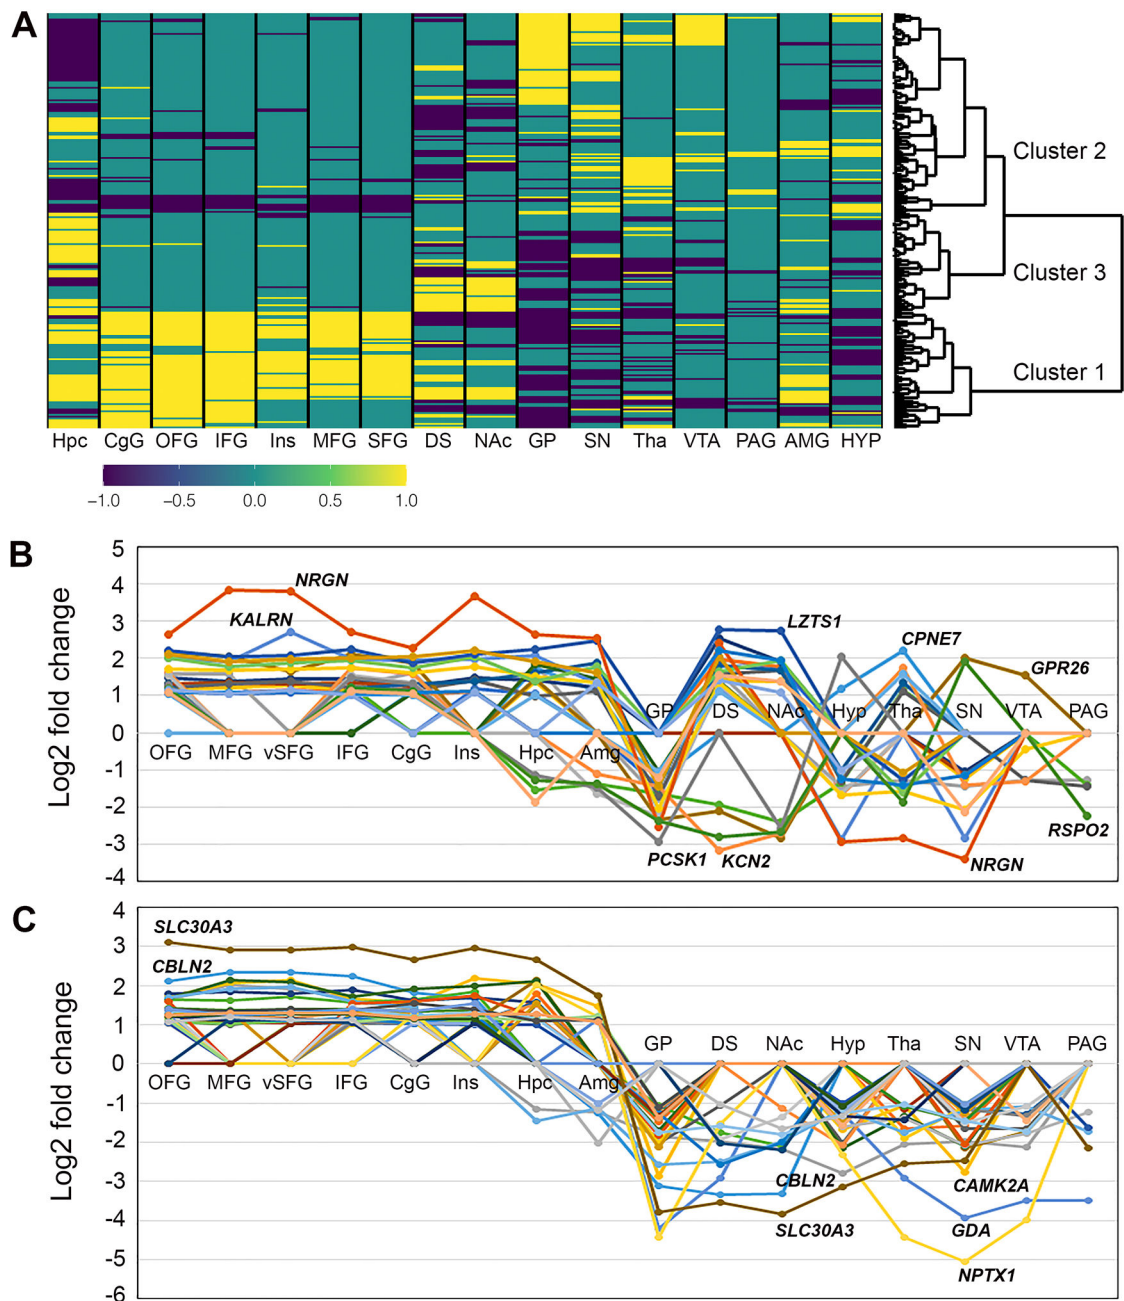 A
Cluster 2
Cluster 3
Cluster 1
Hpc CgG OFG IFG Ins MFG SFG DS NAc GP SN Tha VTA PAG AMG HYP
−1.0 −0.5 0.0 0.5 1.0
B
Log2 fold change
5
4
3
2
1
0
-1
-2
-3
-4
NRGN
KALRN
LZTS1
CPNE7
GPR26
GP DS NAc Hyp Tha SN VTA PAG
OFG MFG vSFG IFG CgG Ins Hpc Amg
RSPO2
PCSK1 KCN2 NRGN
C
Log2 fold change
4
3
2
1
0
-1
-2
-3
-4
-5
-6
SLC30A3
CBLN2
GP DS NAc Hyp Tha SN VTA PAG
OFG MFG vSFG IFG CgG Ins Hpc Amg
CBLN2 CAMK2A
SLC30A3 GDA
NPTX1